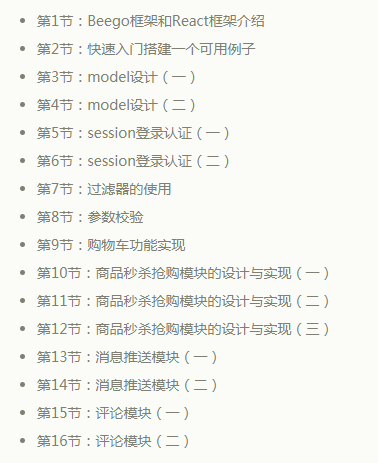 第1节：Beego框架和React框架介绍
第2节：快速入门搭建一个可用例子
第3节：model设计（一）
第4节：model设计（二）
第5节：session登录认证（一）
第6节：session登录认证（二）
第7节：过滤器的使用
第8节：参数校验
第9节：购物车功能实现
第10节：商品秒杀抢购模块的设计与实现（一）
第11节：商品秒杀抢购模块的设计与实现（二）
第12节：商品秒杀抢购模块的设计与实现（三）
第13节：消息推送模块（一）
第14节：消息推送模块（二）
第15节：评论模块（一）
第16节：评论模块（二）